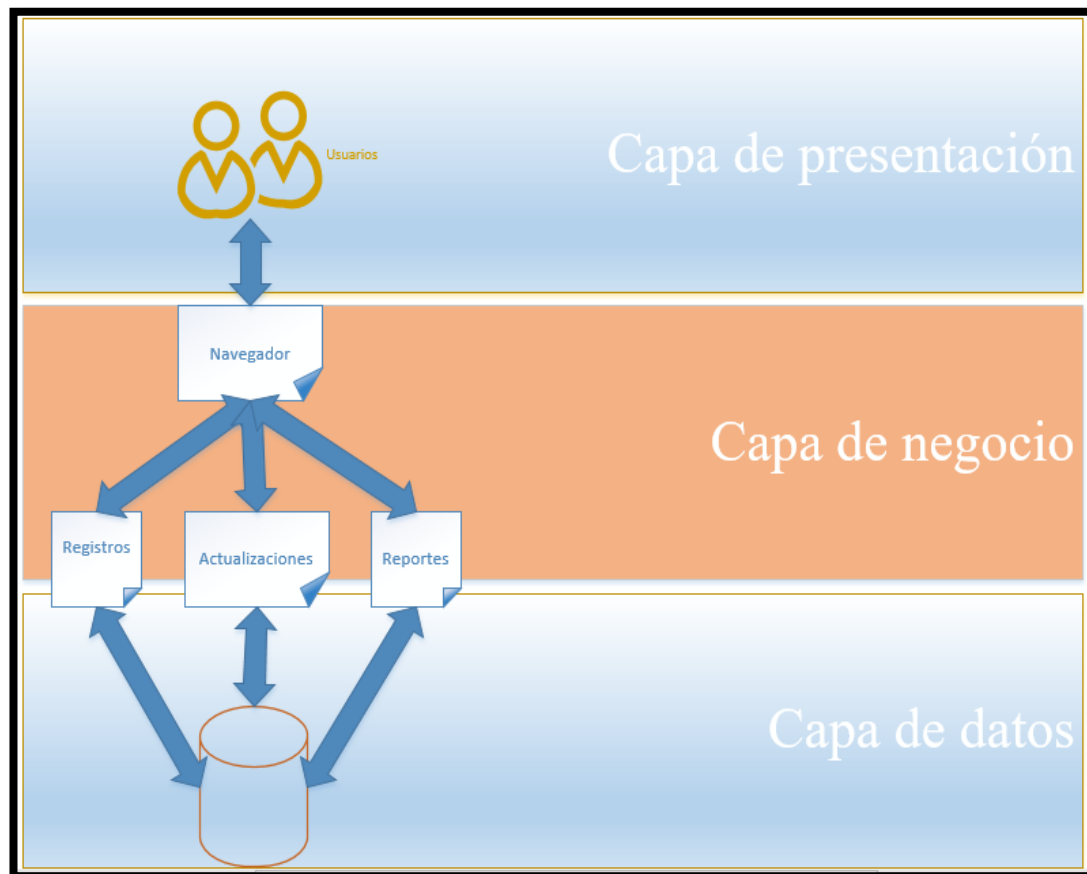 Usuarios
Capa de presentación
Navegador
Capa de negocio
Registros
Actualizaciones
Reportes
Capa de datos